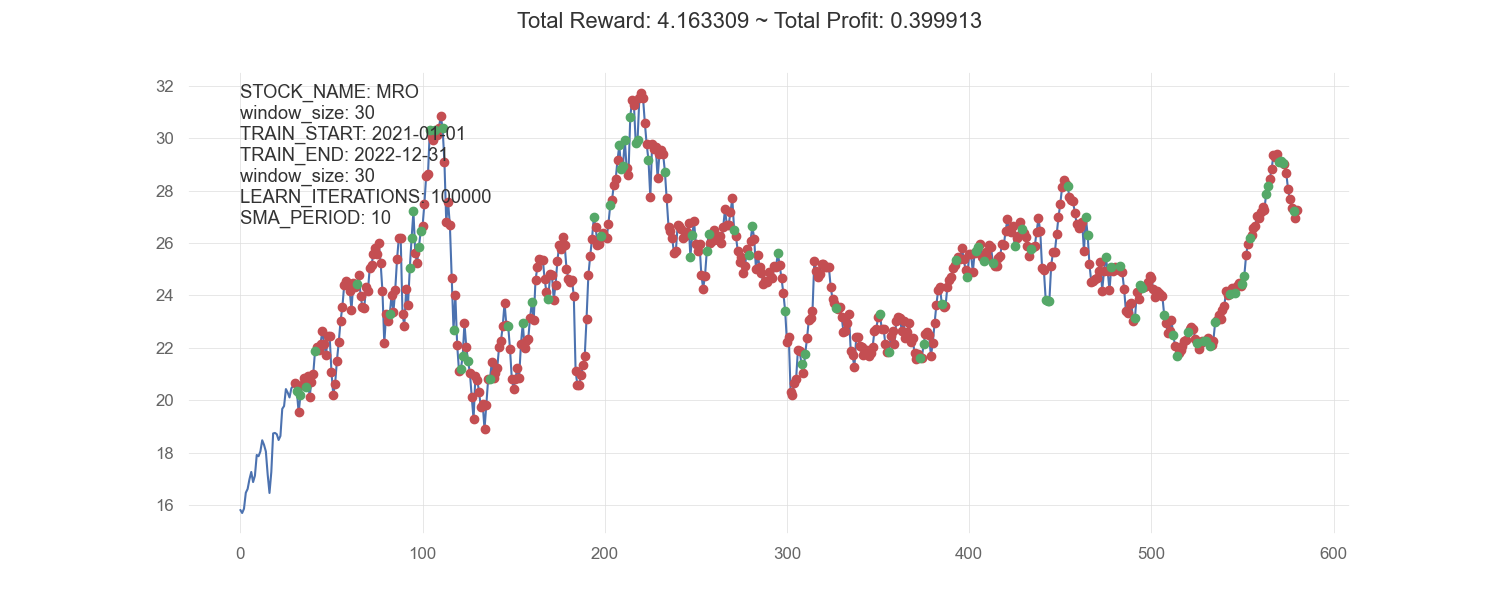 Total Reward: 4.163309 ~ Total Profit: 0.399913
STOCK_NAME: MRO
window_size: 30
TRAIN_START: 2021-01-01
TRAIN_END: 2022-12-31
window_size: 30
LEARN_ITERATIONS: 100000
SMA_PERIOD: 10
32
30
28
26
24
22
20
18
16
0 100 200 300 400 500 600